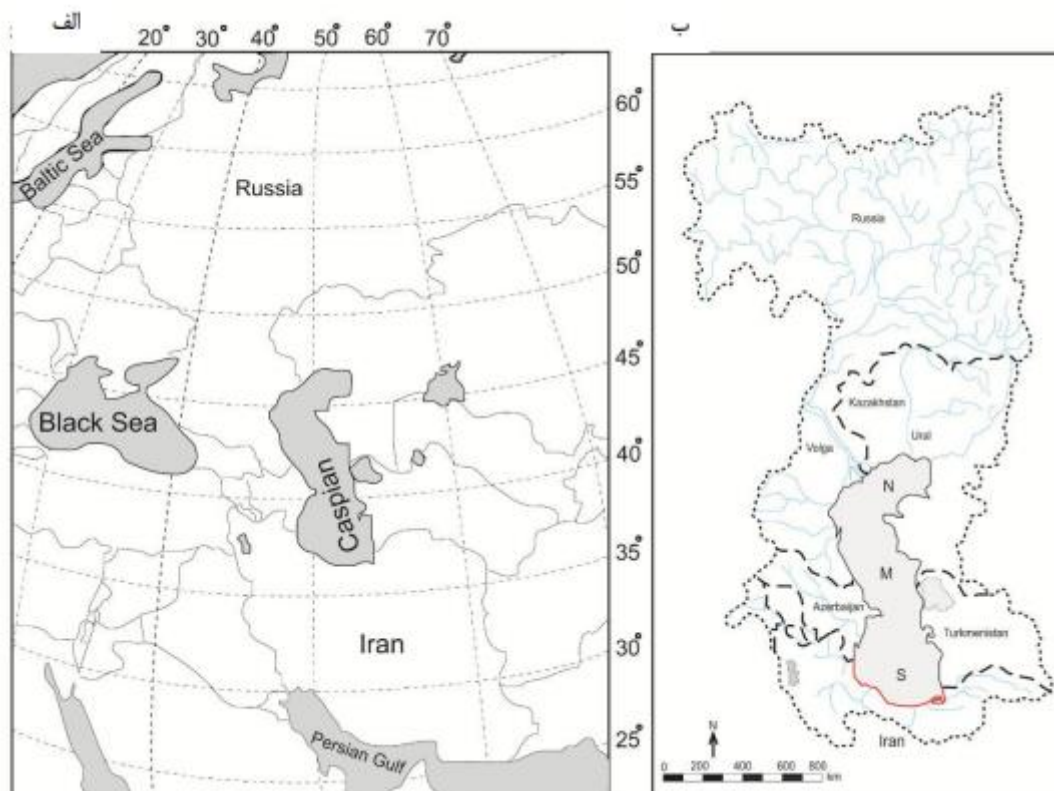 الف
20° 30° 40° 50° 60° 70°
60°
55°
50°
45°
40°
35°
30°
25°
Baltic Sea
Russia
Black Sea
Caspian
Iran
Persian Gulf
ب
Russia
Kazakhstan
Volga
Ural
N
M
Azerbaijan
Turkmenistan
S
Iran
N
0 200 400 600 800
km